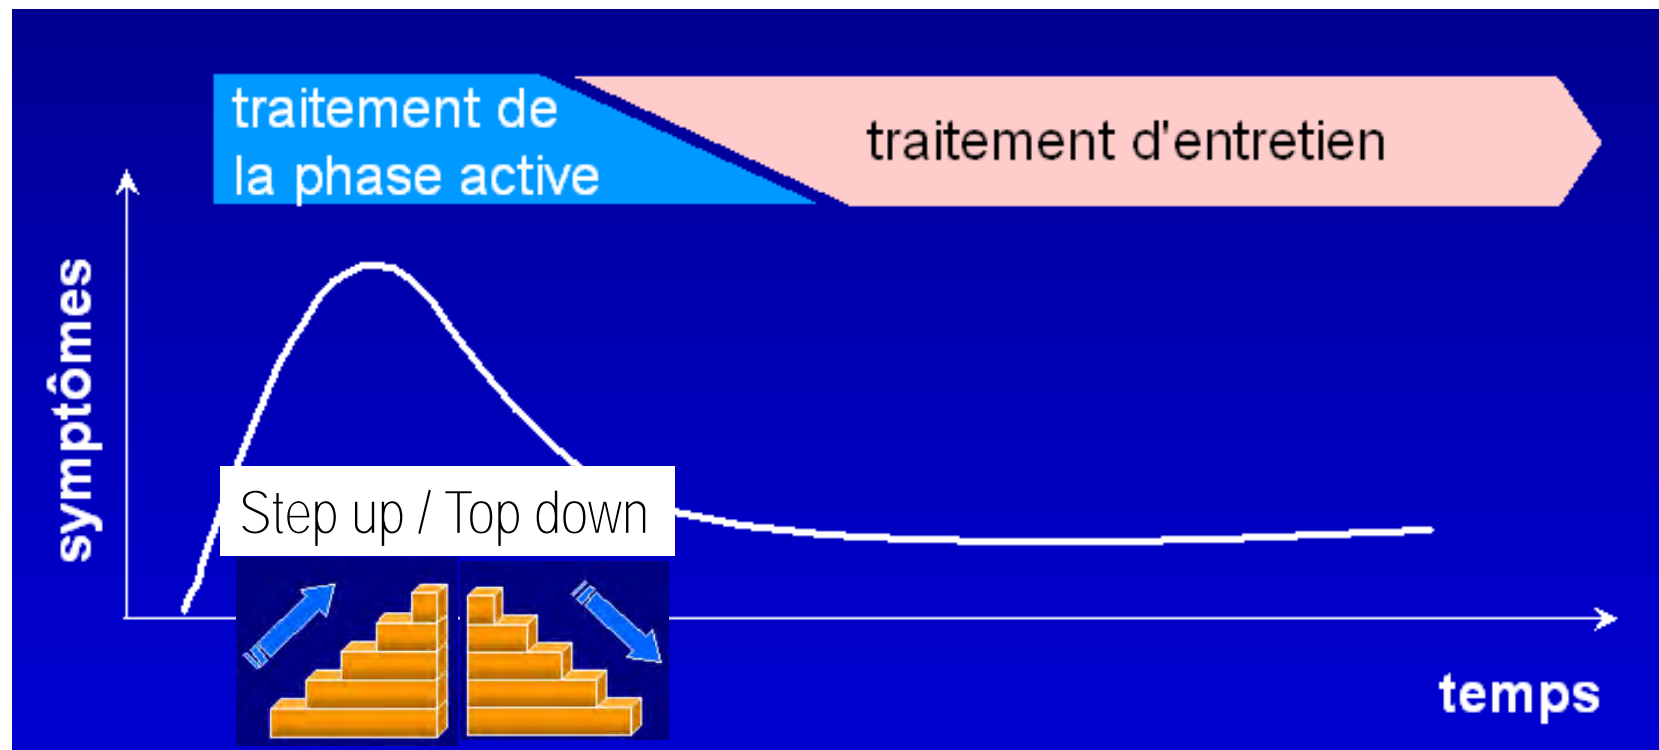 traitement de
la phase active
traitement d'entretien
symptômes
Step up / Top down
temps